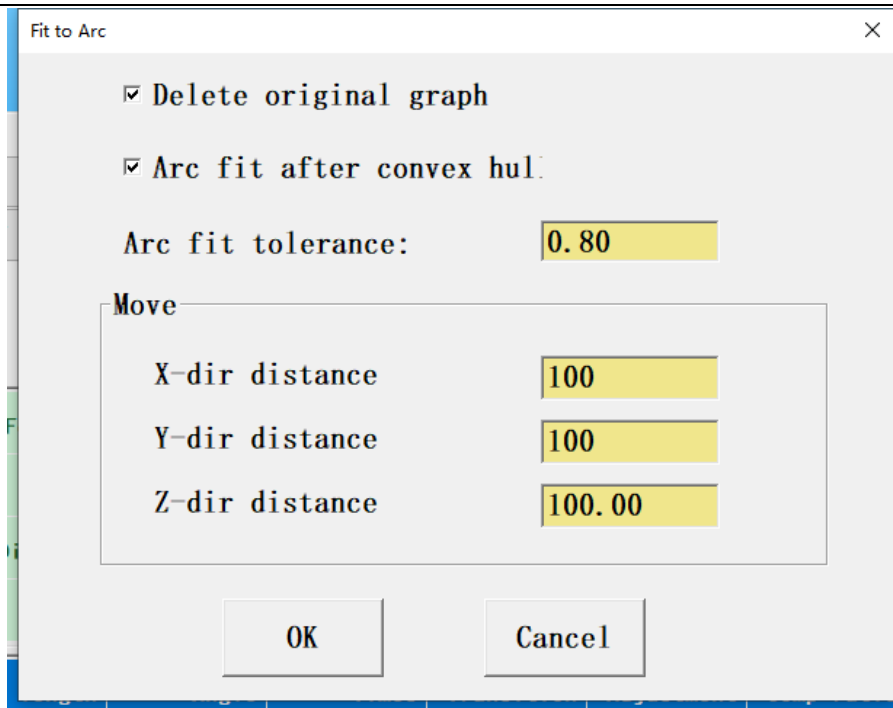 Fit to Arc
Delete original graph
Arc fit after convex hul
Arc fit tolerance: 0.80
Move
X-dir distance 100
Y-dir distance 100
Z-dir distance 100.00
OK Cancel